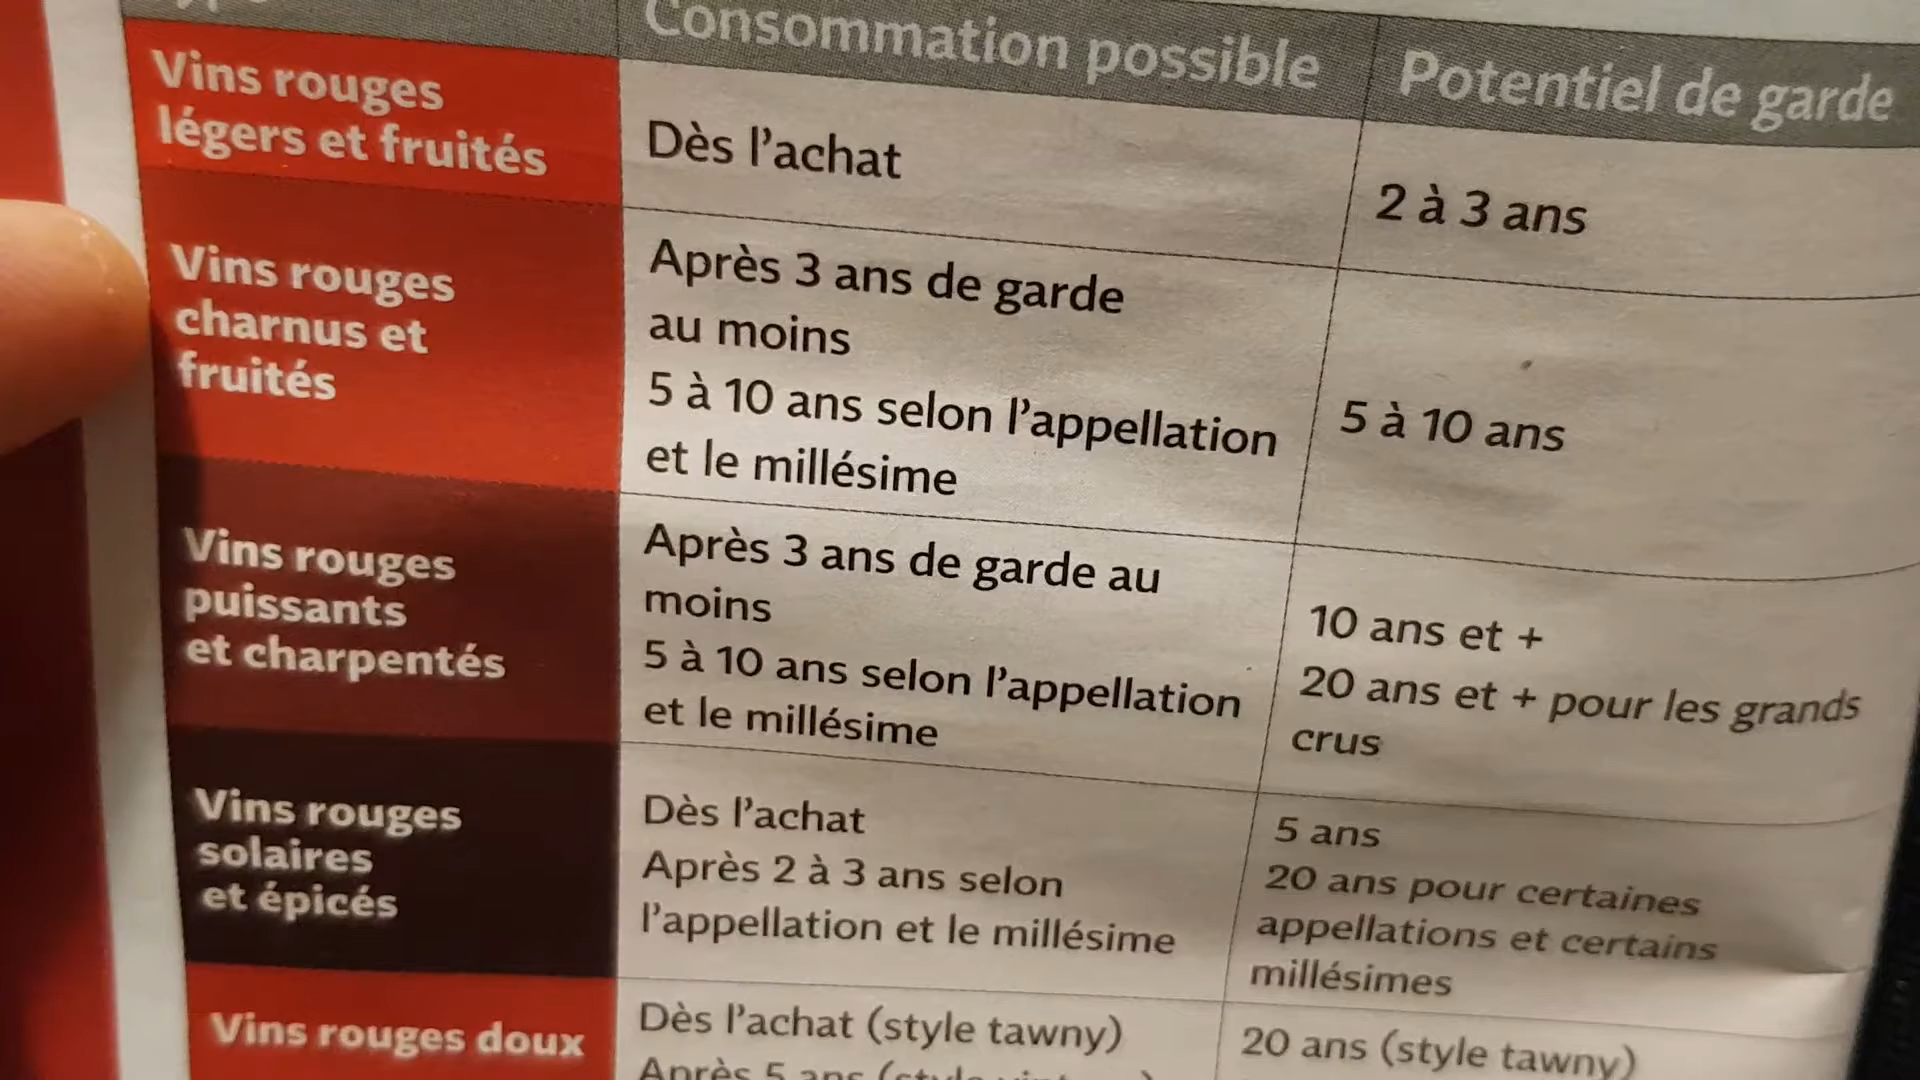 Consommation possible
Potentiel de garde
Vins rouges
légers et fruités
Dès l'achat
2 à 3 ans
Vins rouges
charnus et
fruités
Après 3 ans de garde
au moins
5 à 10 ans selon l'appellation
et le millésime
5 à 10 ans
Vins rouges
puissants
et charpentés
Après 3 ans de garde au
moins
5 à 10 ans selon l'appellation
et le millésime
10 ans et +
20 ans et + pour les grands
crus
Vins rouges
solaires
et épicés
Dès l'achat
Après 2 à 3 ans selon
l'appellation et le millésime
5 ans
20 ans pour certaines
appellations et certains
millésimes
Vins rouges doux
Dès l'achat (style tawny)
Après 5 ans (style
20 ans (style tawny)